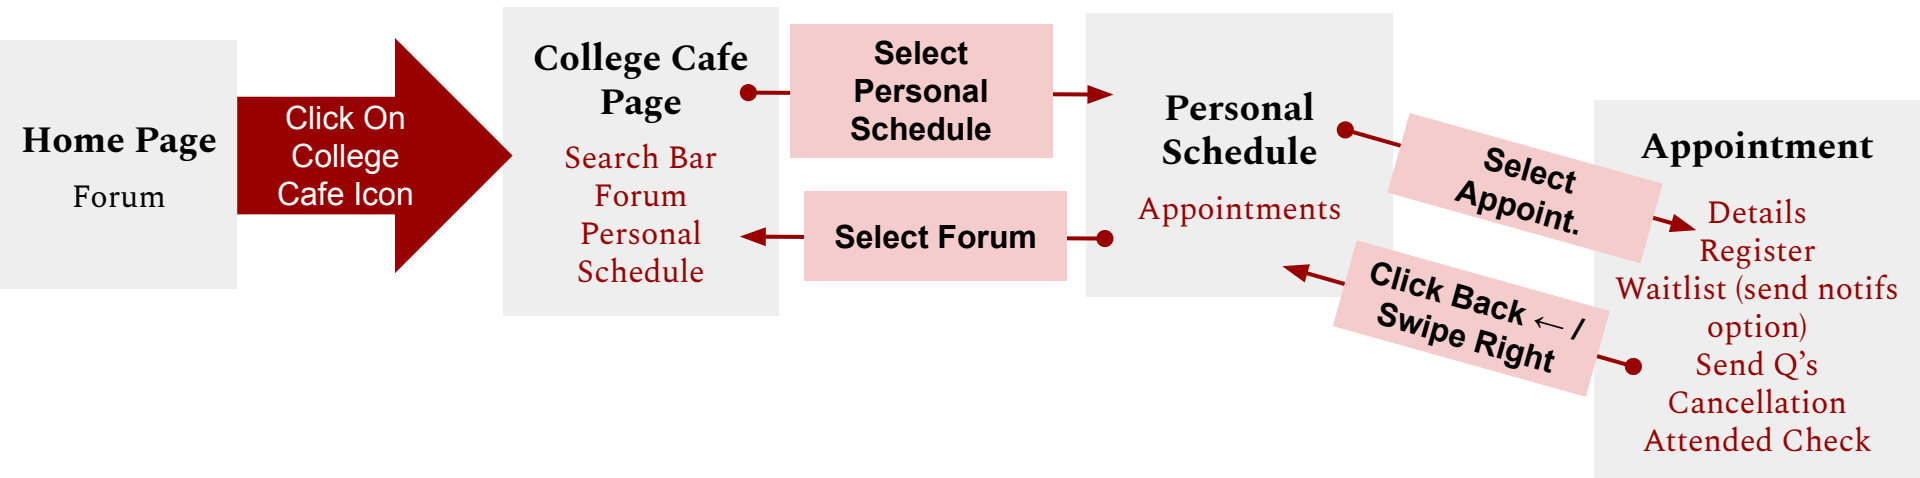 Home Page
Forum
Click On
College
Cafe Icon
College Cafe
Page
Search Bar
Forum
Personal
Schedule
Select
Personal
Schedule
Select Forum
Personal
Schedule
Appointments
Select
Appoint.
Click Back ← /
Swipe Right
Appointment
Details
Register
Waitlist (send notifs
option)
Send Q’s
Cancellation
Attended Check